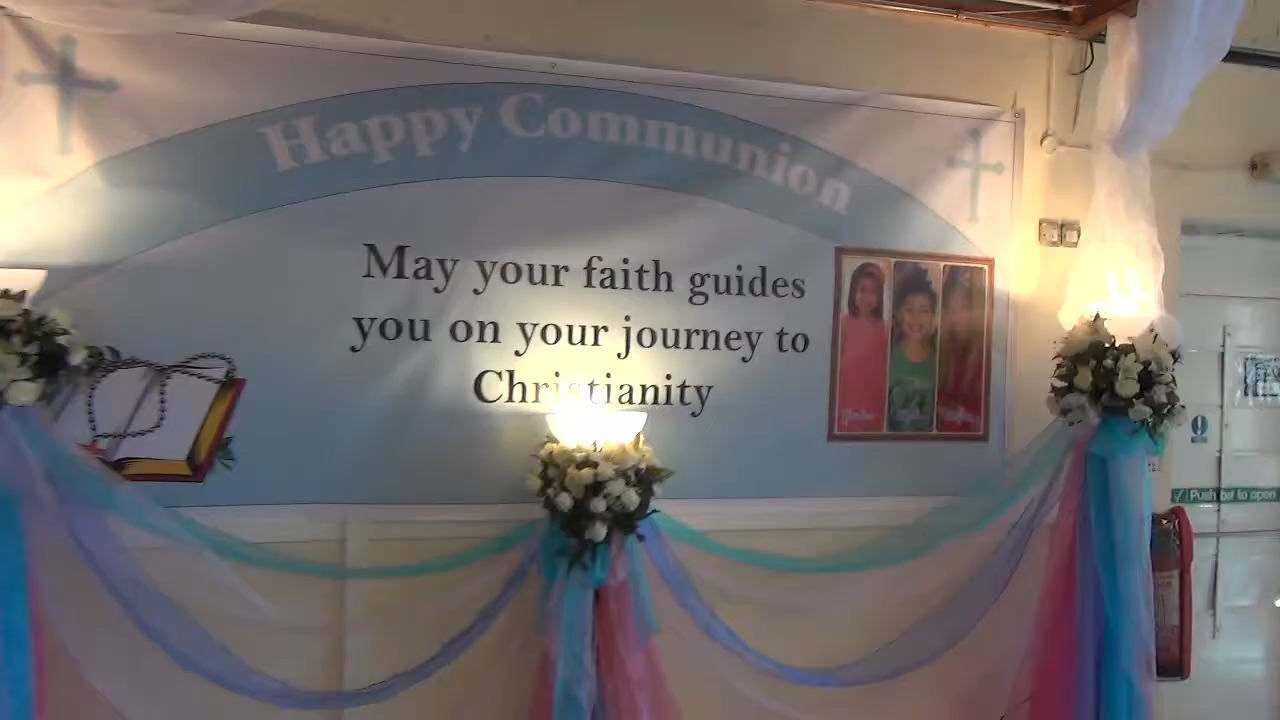 Happy Communion
May your faith guides
you on your journey to
Christianity
Push bar to open